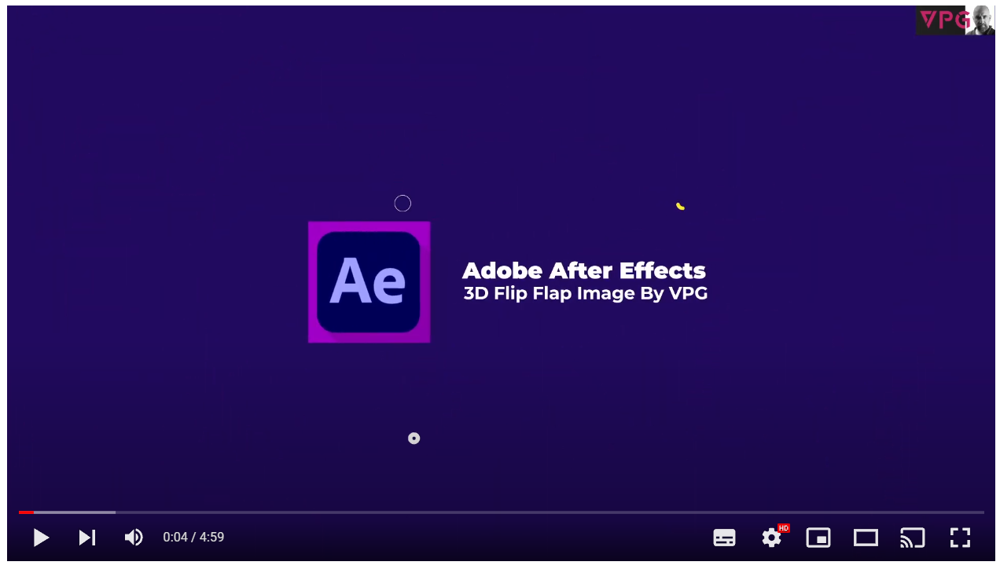 VPG
Ae
Adobe After Effects
3D Flip Flap Image By VPG
0:04 / 4:59
HD